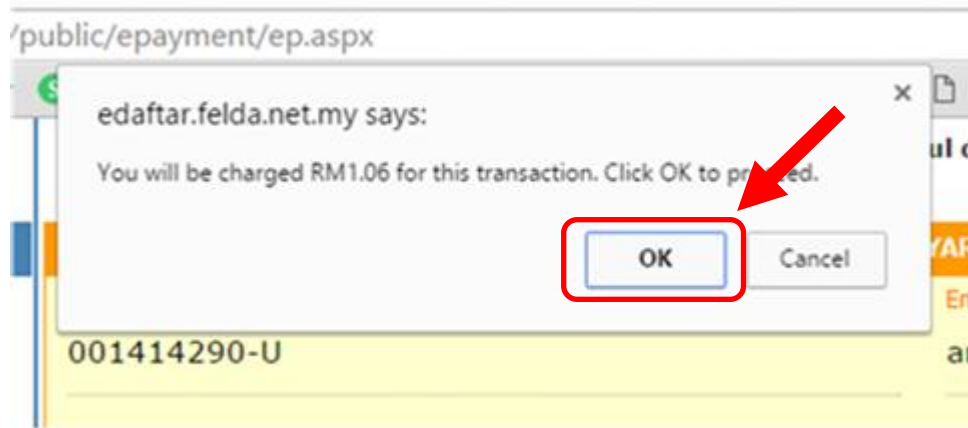 /public/epayment/ep.aspx
edaftar.felda.net.my says:
You will be charged RM1.06 for this transaction. Click OK to
OK Cancel
001414290-U